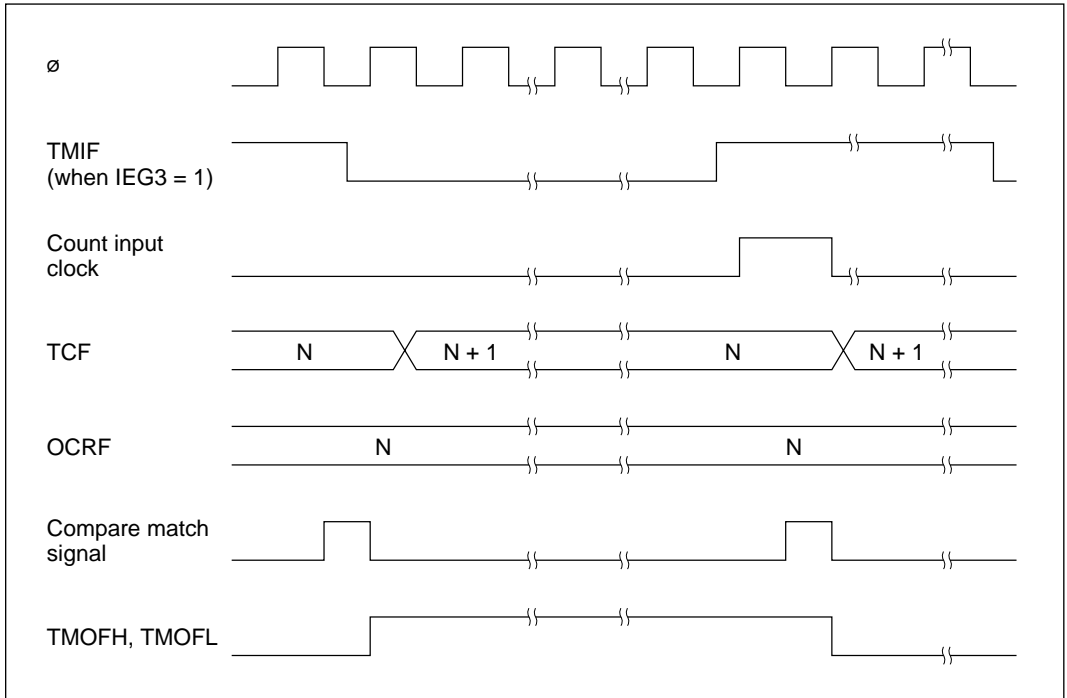 ø
TMIF
(when IEG3 = 1)
Count input
clock
TCF
N
N + 1
N
N + 1
OCRF
N
N
Compare match
signal
TMOFH, TMOFL